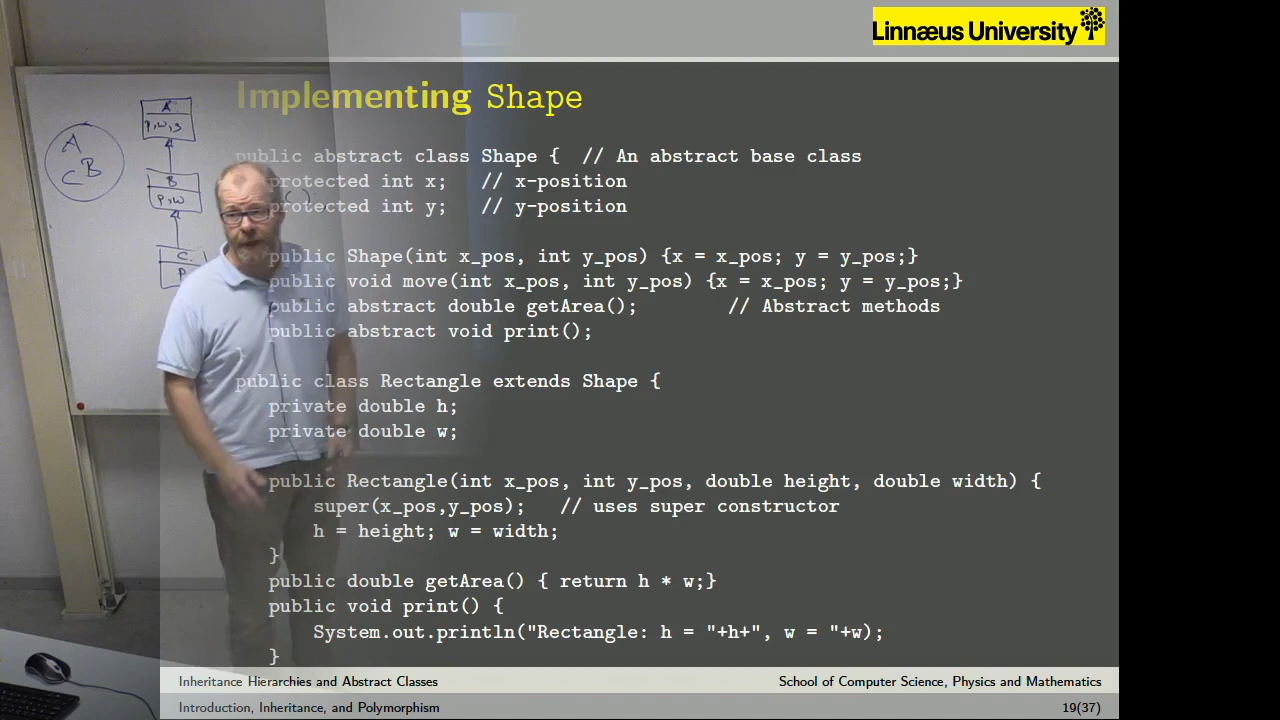 Linnæus University
Implementing Shape
A
p,w,s
A
B
C
B
p,w
C
p
public abstract class Shape {  // An abstract base class
protected int x;   // x-position
protected int y;   // y-position
public Shape(int x_pos, int y_pos) {x = x_pos; y = y_pos;}
public void move(int x_pos, int y_pos) {x = x_pos; y = y_pos;}
public abstract double getArea();        // Abstract methods
public abstract void print();
}
public class Rectangle extends Shape {
private double h;
private double w;
public Rectangle(int x_pos, int y_pos, double height, double width) {
super(x_pos,y_pos);   // uses super constructor
h = height; w = width;
}
public double getArea() { return h * w;}
public void print() {
System.out.println("Rectangle: h = "+h+", w = "+w);
}
Inheritance Hierarchies and Abstract Classes
School of Computer Science, Physics and Mathematics
Introduction, Inheritance, and Polymorphism
19(37)